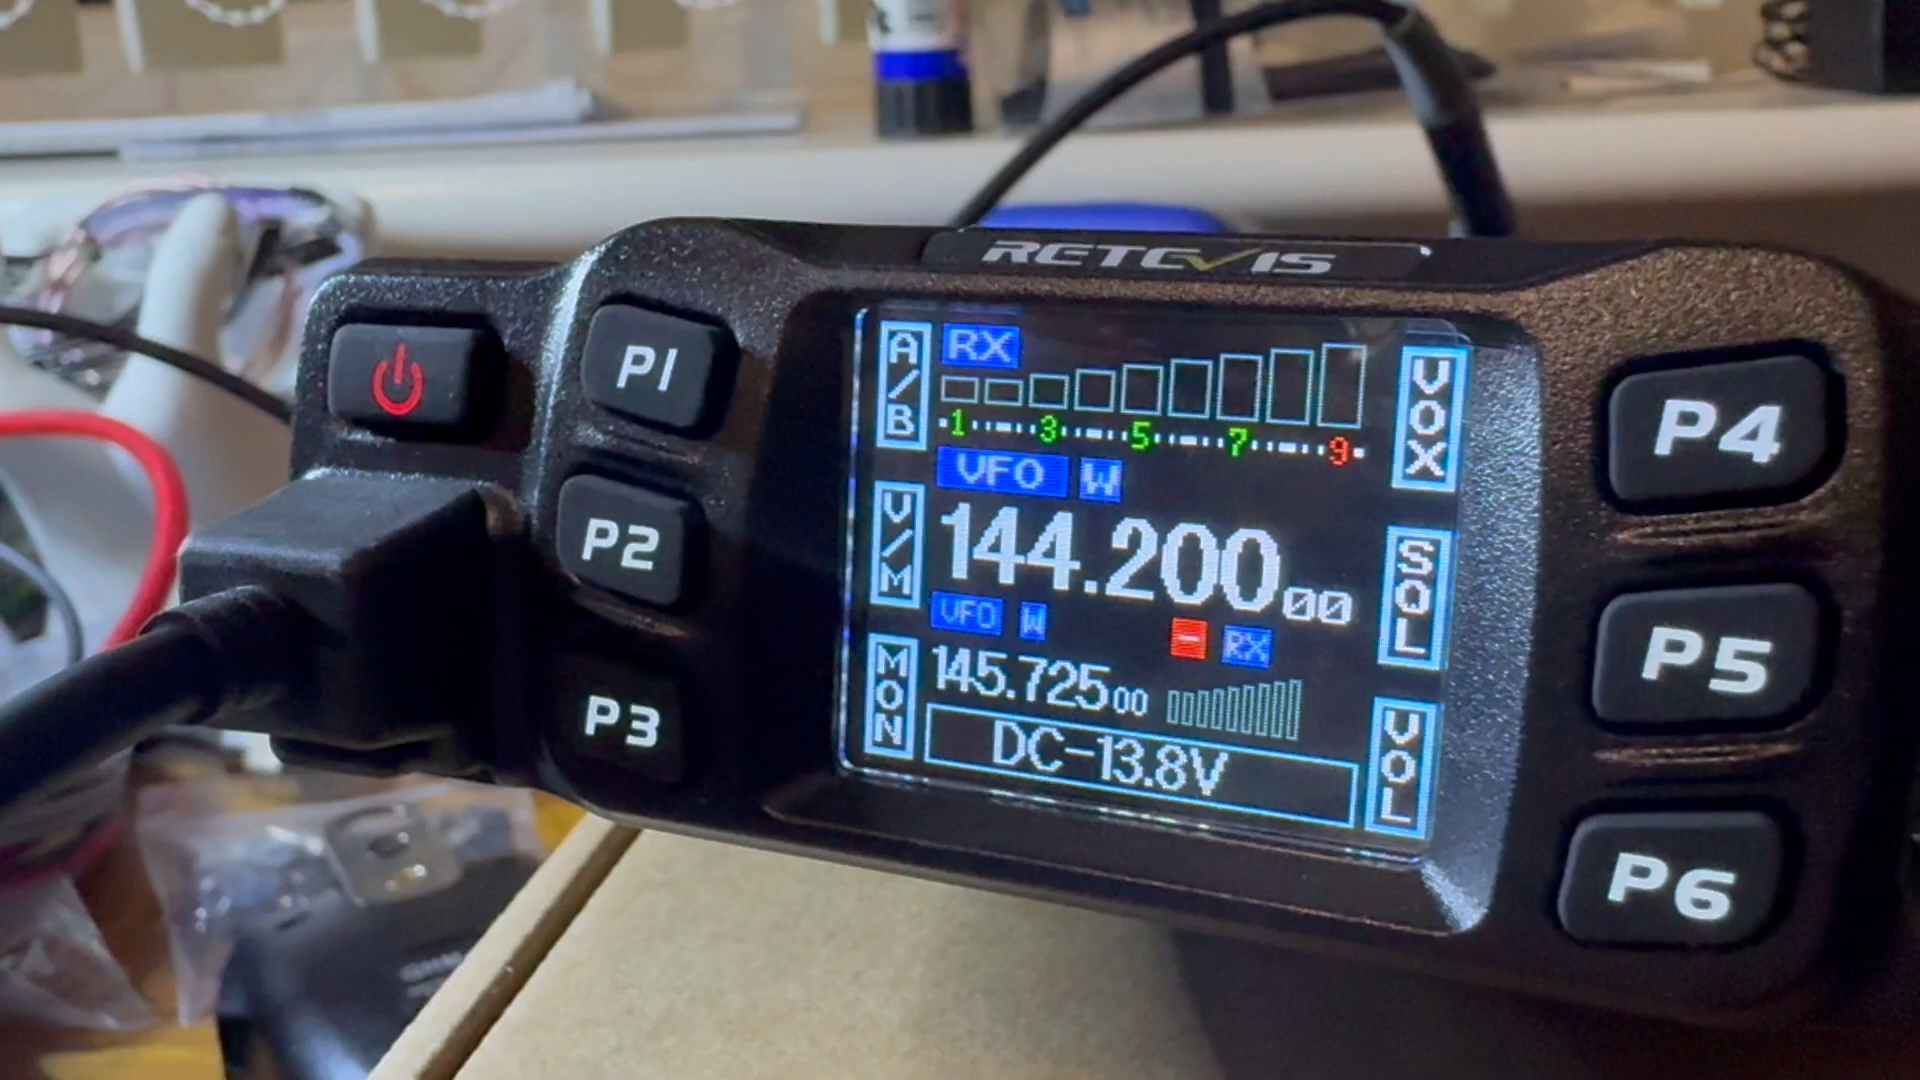 RETEVIS
P1
P2
P3
A/B
V/M
MON
RX
1 3 5 7 9
VFO W
144.20000
VFO W - RX
145.72500
DC-13.8V
VOX
SQL
VOL
P4
P5
P6